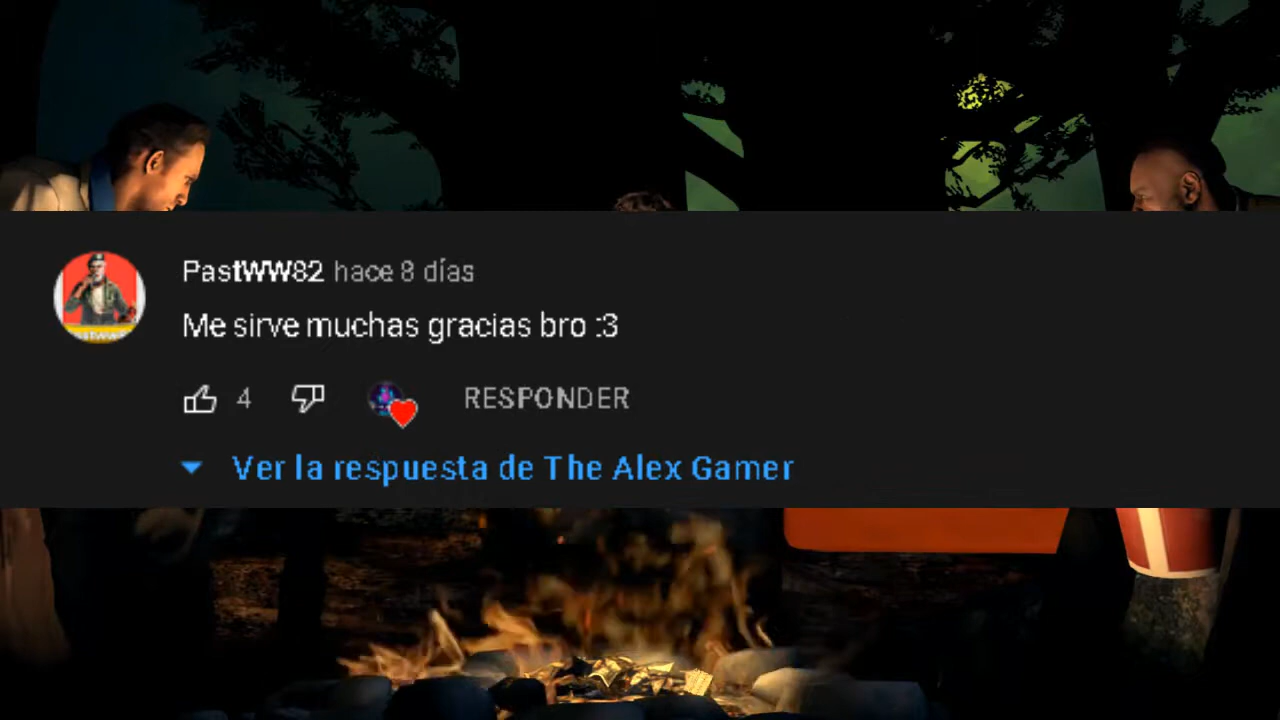 PastWW82 hace 8 días
Me sirve muchas gracias bro :3
4 RESPONDER
Ver la respuesta de The Alex Gamer